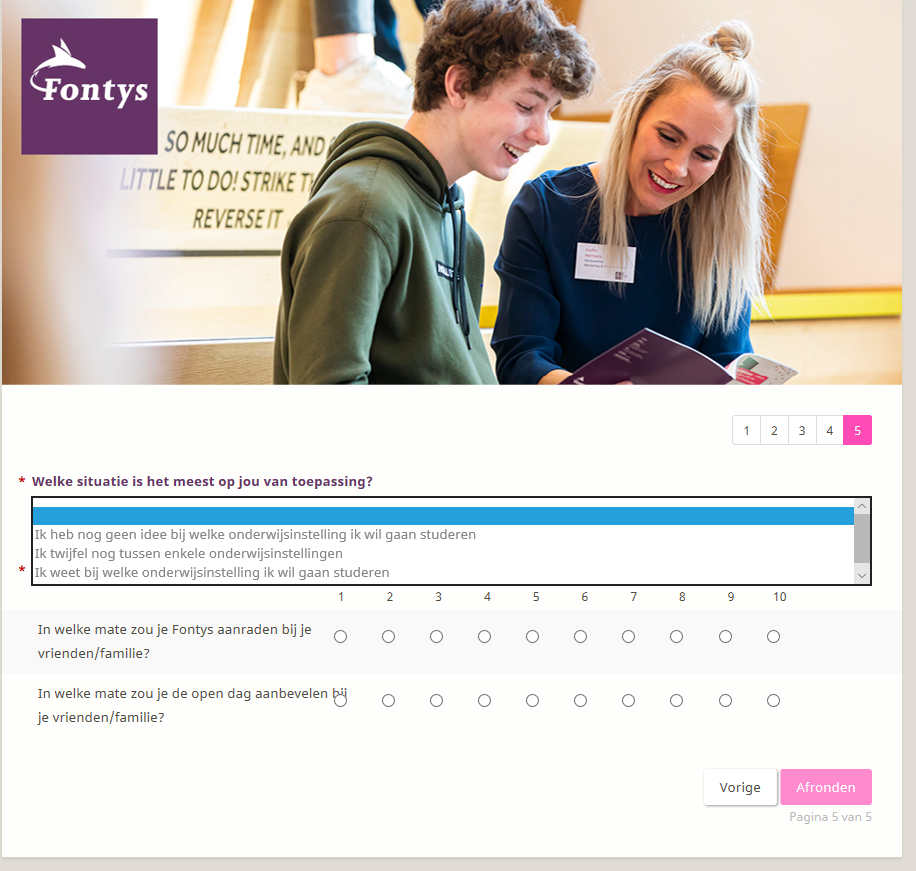 Fontys
SO MUCH TIME, AND
LITTLE TO DO! STRIKE
REVERSE IT
1 2 3 4 5
* Welke situatie is het meest op jou van toepassing?
Ik heb nog geen idee bij welke onderwijsinstelling ik wil gaan studeren
Ik twijfel nog tussen enkele onderwijsinstellingen
* Ik weet bij welke onderwijsinstelling ik wil gaan studeren
1 2 3 4 5 6 7 8 9 10
In welke mate zou je Fontys aanraden bij je
vrienden/familie?
In welke mate zou je de open dag aanbevelen bij
je vrienden/familie?
Vorige Afronden
Pagina 5 van 5